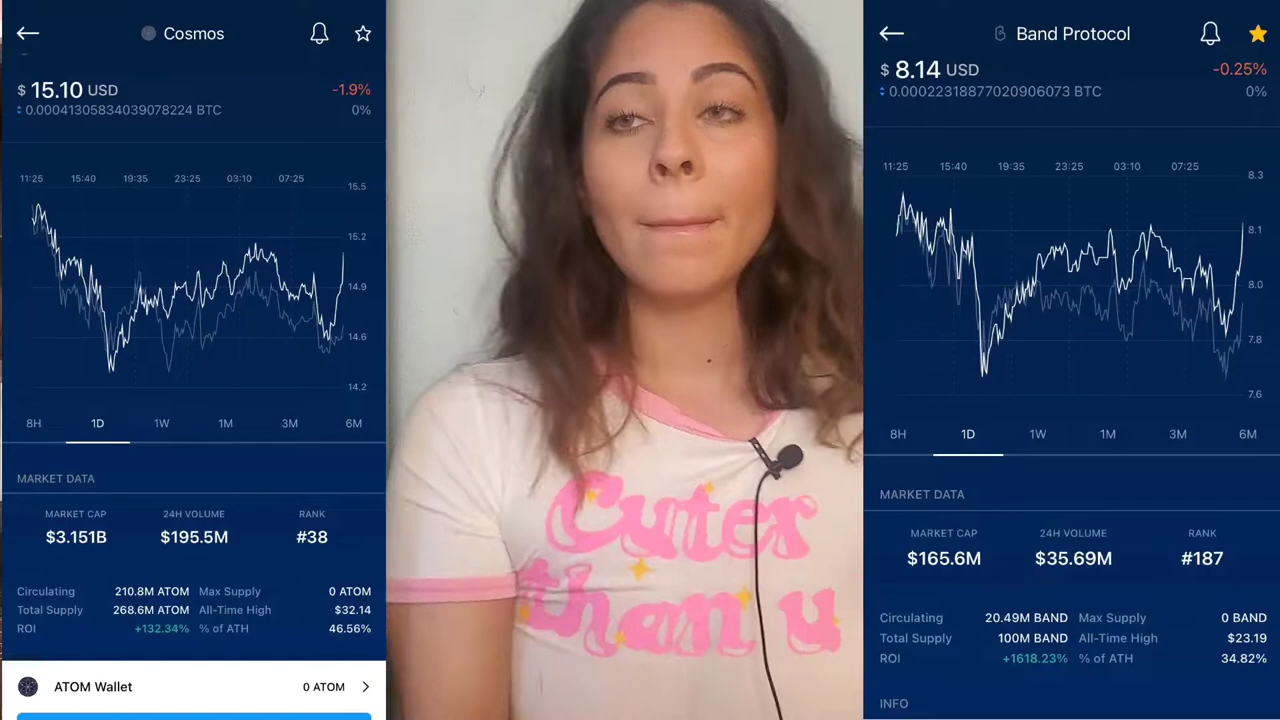 Cosmos
$ 15.10 USD
-1.9%
0.00041305834039078224 BTC
0%
11:25 15:40 19:35 23:25 03:10 07:25
15.5
15.2
14.9
14.6
14.2
8H 1D 1W 1M 3M 6M
MARKET DATA
MARKET CAP 24H VOLUME RANK
$3.151B $195.5M #38
Circulating 210.8M ATOM Max Supply 0 ATOM
Total Supply 268.6M ATOM All-Time High $32.14
ROI +132.34% % of ATH 46.56%
ATOM Wallet 0 ATOM
Cuter
than u
Band Protocol
$ 8.14 USD
-0.25%
0.00022318877020906073 BTC
0%
11:25 15:40 19:35 23:25 03:10 07:25
8.3
8.1
8.0
7.8
7.6
8H 1D 1W 1M 3M 6M
MARKET DATA
MARKET CAP 24H VOLUME RANK
$165.6M $35.69M #187
Circulating 20.49M BAND Max Supply 0 BAND
Total Supply 100M BAND All-Time High $23.19
ROI +1618.23% % of ATH 34.82%
INFO